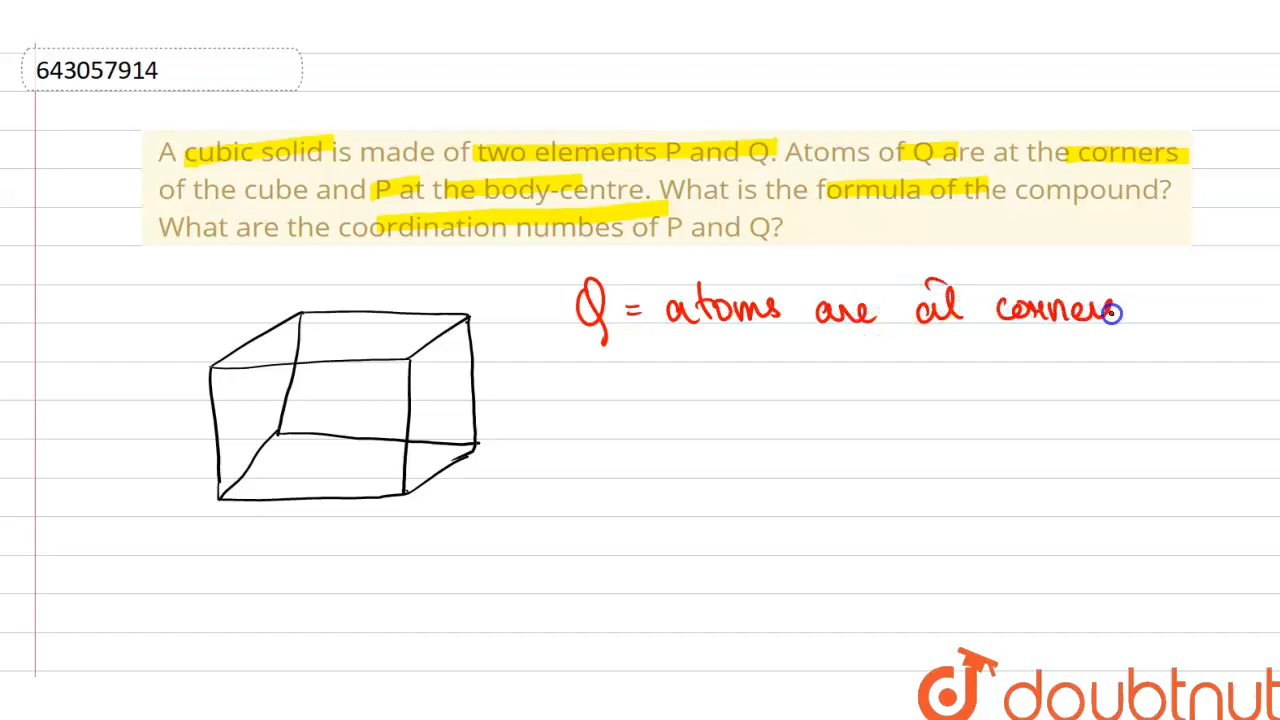 643057914
A cubic solid is made of two elements P and Q. Atoms of Q are at the corners
of the cube and P at the body-centre. What is the formula of the compound?
What are the coordination numbes of P and Q?
Q = atoms are at corners
doubtnut